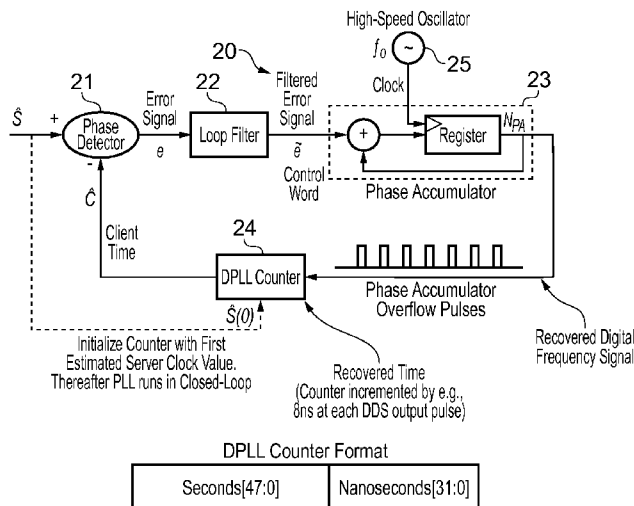 High-Speed Oscillator
20
f₀
~
25
21
22
Filtered
Clock
23
Ŝ
+
Phase
Detector
-
Error
Signal
e
Loop Filter
Error
Signal
ẽ
Control
Word
+
Register
N_PA
Phase Accumulator
Ĉ
Client
Time
24
DPLL Counter
Ŝ(0)
Phase Accumulator
Overflow Pulses
Recovered Digital
Frequency Signal
Initialize Counter with First
Estimated Server Clock Value.
Thereafter PLL runs in Closed-Loop
Recovered Time
(Counter incremented by e.g.,
8ns at each DDS output pulse)
DPLL Counter Format
Seconds[47:0]
Nanoseconds[31:0]